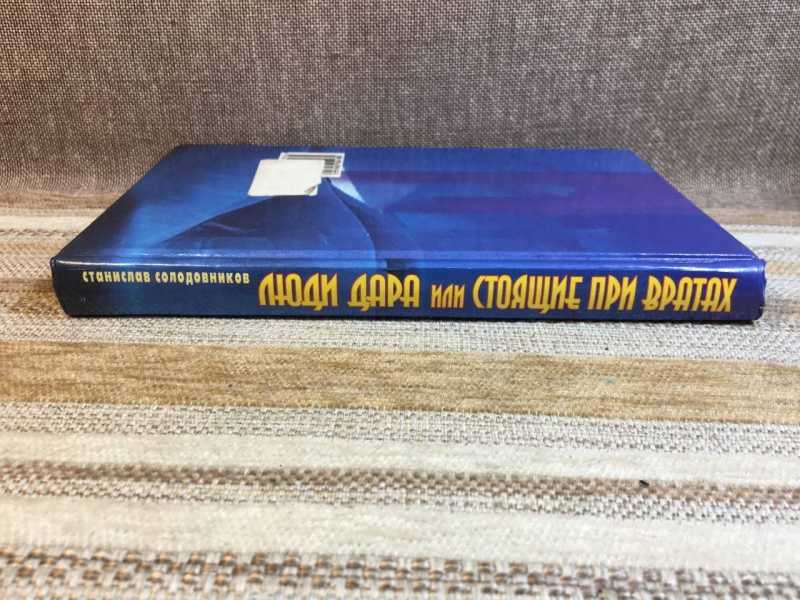 СТАНИСЛАВ СОЛОДОВНИКОВ ЛЮДИ ДАРА ИЛИ СТОЯЩИЕ ПРИ ВРАТАХ